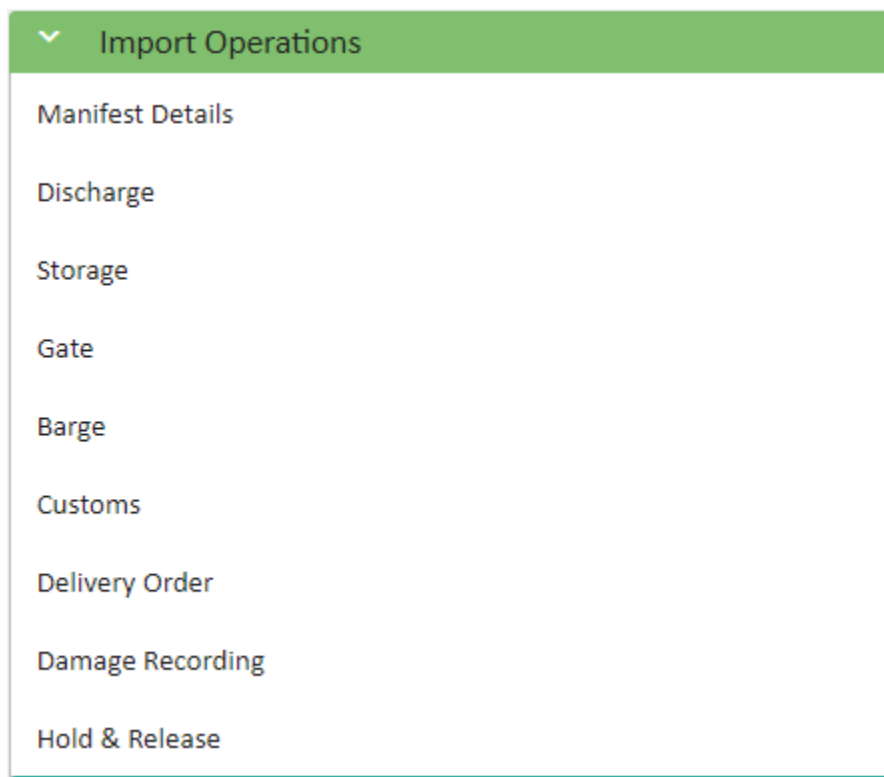 Import Operations
Manifest Details
Discharge
Storage
Gate
Barge
Customs
Delivery Order
Damage Recording
Hold & Release